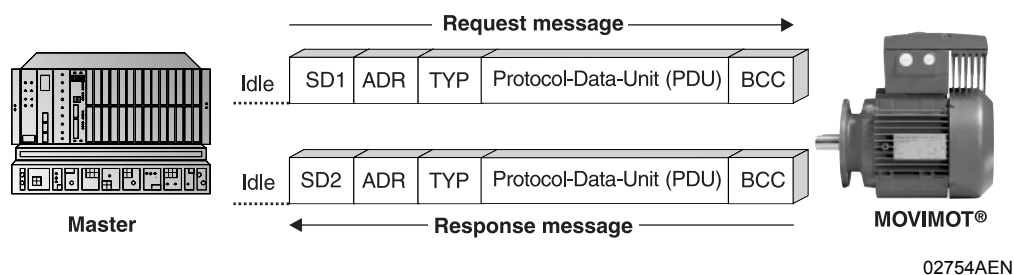 Request message
Idle SD1 ADR TYP Protocol-Data-Unit (PDU) BCC
Idle SD2 ADR TYP Protocol-Data-Unit (PDU) BCC
Master
Response message
MOVIMOT®
02754AEN